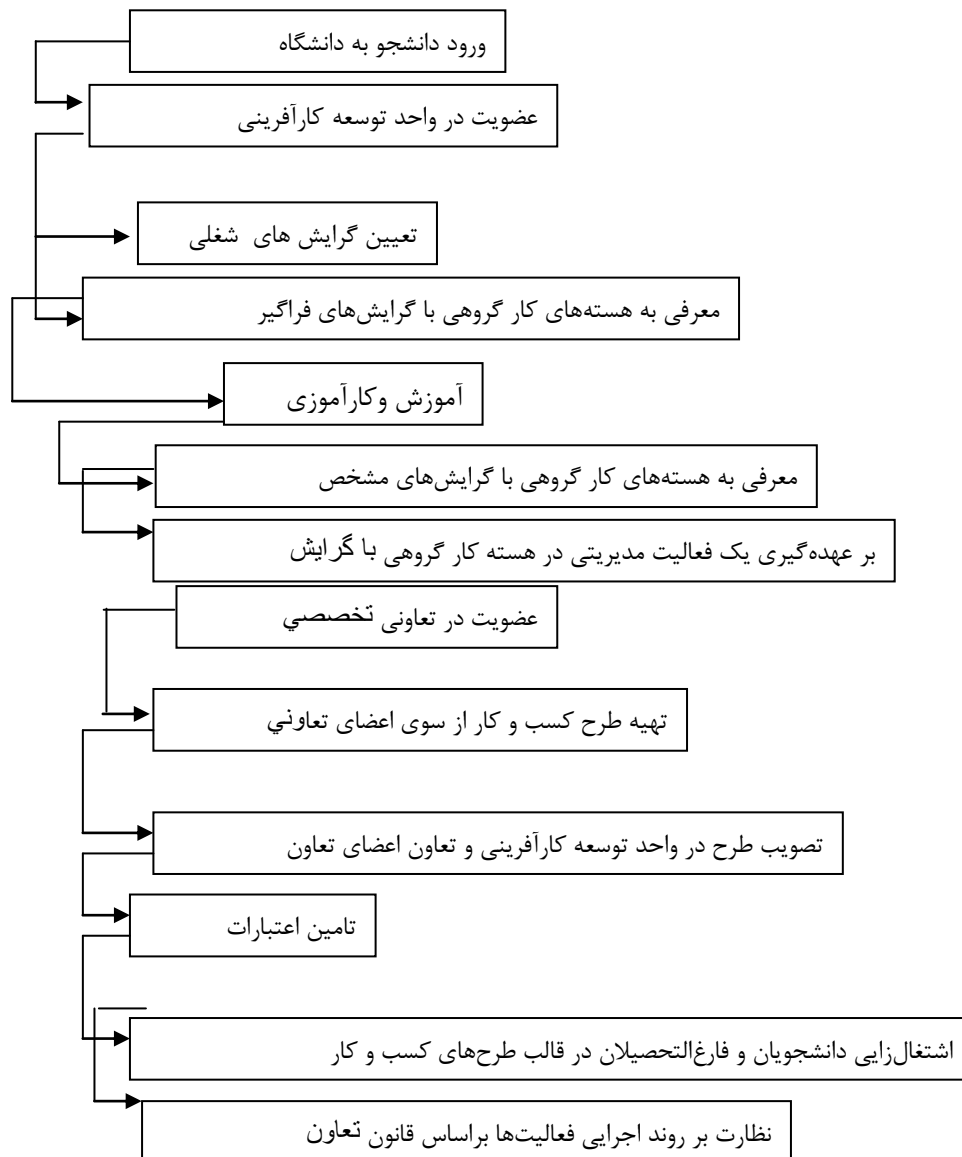 ورود دانشجو به دانشگاه
عضویت در واحد توسعه کارآفرینی
تعیین گرایش های شغلی
معرفی به هسته‌های کار گروهی با گرایش‌های فراگیر
آموزش وکارآموزی
معرفی به هسته‌های کار گروهی با گرایش‌های مشخص
بر عهده‌گیری یک فعالیت مدیریتی در هسته کار گروهی با گرایش
عضویت در تعاونی تخصصي
تهیه طرح کسب و کار از سوی اعضای تعاوني
تصویب طرح در واحد توسعه کارآفرینی و تعاون اعضای تعاون
تامین اعتبارات
اشتغال‌زایی دانشجویان و فارغ‌التحصیلان در قالب طرح‌های کسب و کار
نظارت بر روند اجرایی فعالیت‌ها براساس قانون تعاون